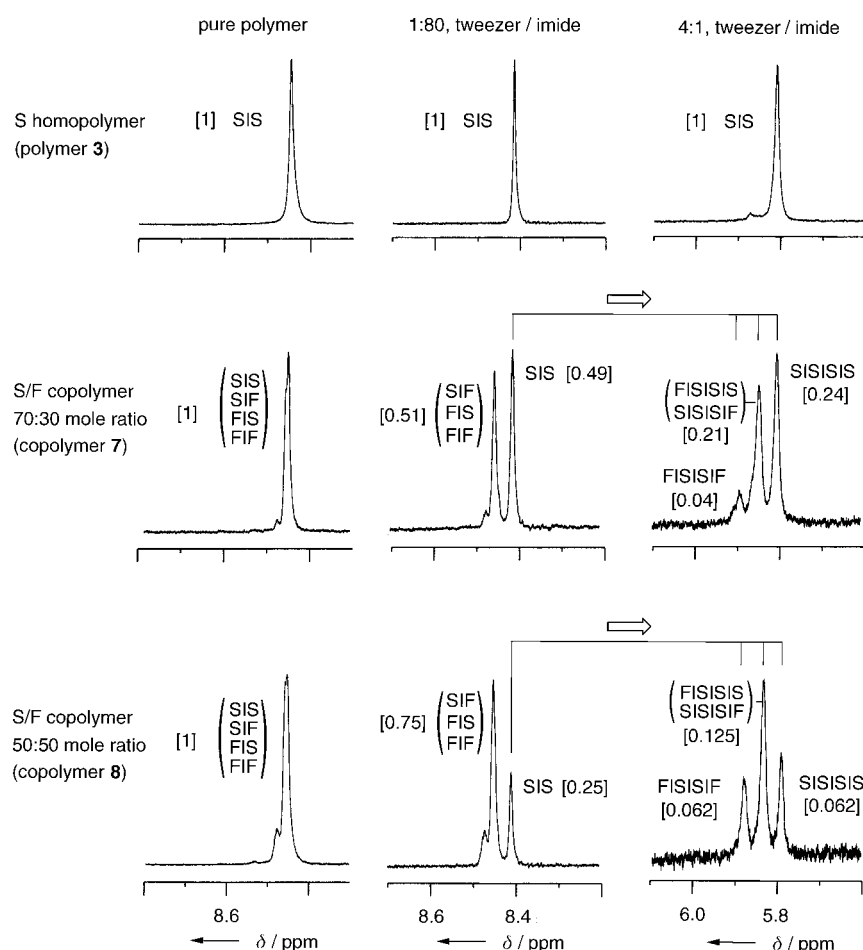 pure polymer
1:80, tweezer / imide
4:1, tweezer / imide
S homopolymer
(polymer 3)
[1] SIS
[1] SIS
[1] SIS
S/F copolymer
70:30 mole ratio
(copolymer 7)
[1]
SIS
SIF
FIS
FIF
[0.51]
SIF
FIS
FIF
SIS [0.49]
FISISIS
SISISIF
[0.21]
FISISIF
[0.04]
SISISIS
[0.24]
S/F copolymer
50:50 mole ratio
(copolymer 8)
[1]
SIS
SIF
FIS
FIF
[0.75]
SIF
FIS
FIF
SIS [0.25]
FISISIS
SISISIF
[0.125]
FISISIF
[0.062]
SISISIS
[0.062]
8.6
8.6
8.4
6.0
5.8
δ / ppm
δ / ppm
δ / ppm